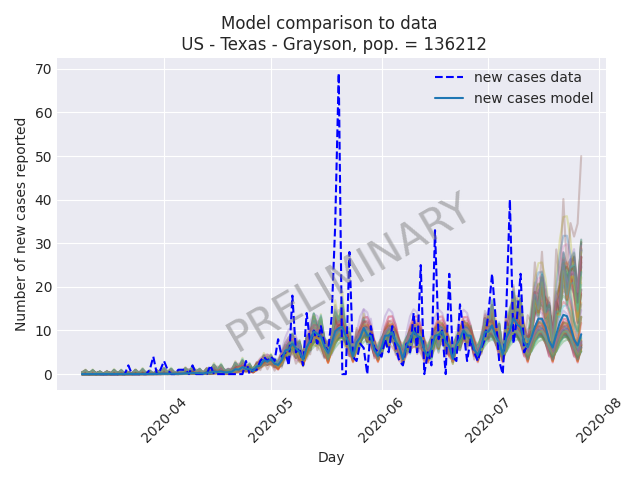 Model comparison to data
US - Texas - Grayson, pop. = 136212
70
60
50
40
30
20
10
0
Number of new cases reported
new cases data
new cases model
PRELIMINARY
2020-04
2020-05
2020-06
2020-07
2020-08
Day